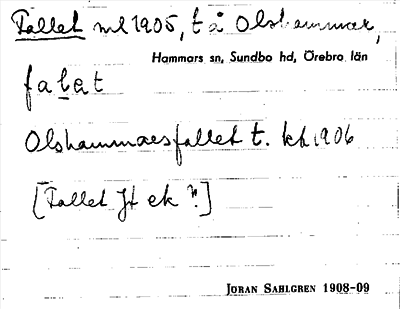 Fallet ml 1905, t å Olshammar,
Hammars sn, Sundbo hd, Örebro län
falet
Olshammarsfallet t. kb 1906
[Fallet Jt ek ?]
JÖRAN SAHLGREN 1908-09